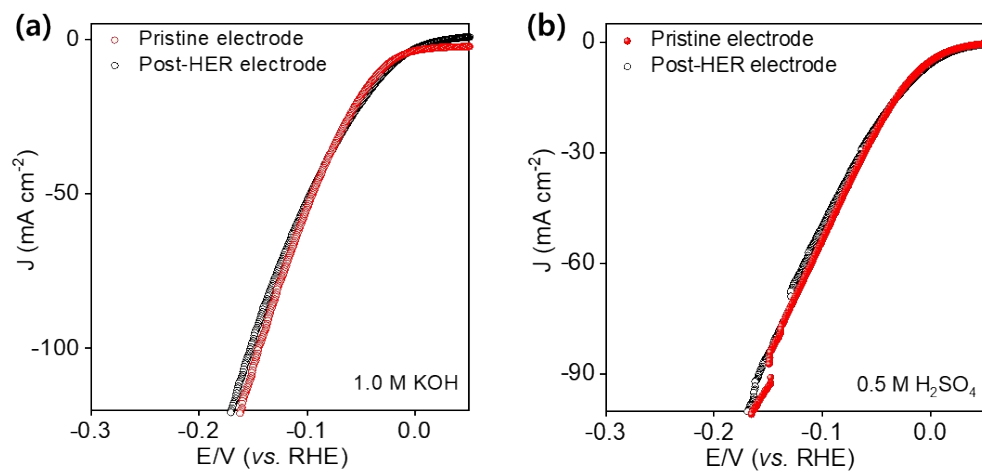 (a)
Pristine electrode
Post-HER electrode
0
-50
-100
J (mA cm⁻²)
1.0 M KOH
-0.3
-0.2
-0.1
0.0
E/V (vs. RHE)
(b)
Pristine electrode
Post-HER electrode
0
-30
-60
-90
J (mA cm⁻²)
0.5 M H₂SO₄
-0.3
-0.2
-0.1
0.0
E/V (vs. RHE)